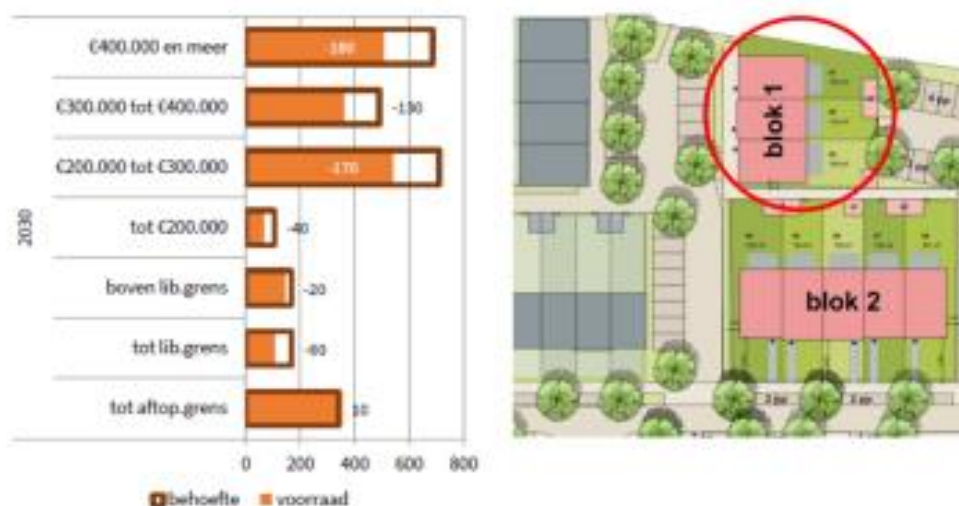 €400.000 en meer
-180
€300.000 tot €400.000
-130
€200.000 tot €300.000
-170
2030
tot €200.000
-40
boven lib.grens
-20
tot lib.grens
-60
tot aftop.grens
10
0 200 400 600 800
behoefte voorraad
blok 1
blok 2